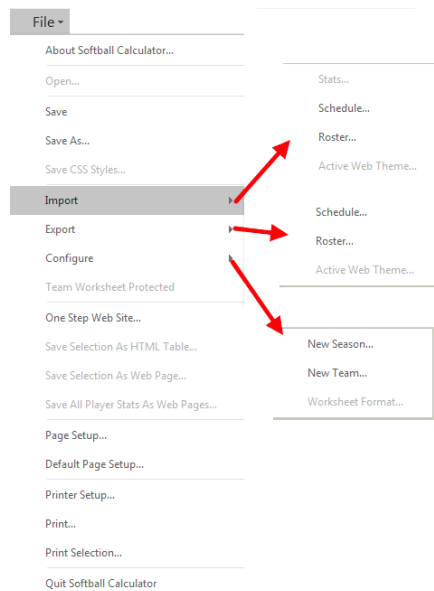 File
About Softball Calculator...
Open...
Save
Save As...
Save CSS Styles...
Import
Export
Configure
Team Worksheet Protected
One Step Web Site...
Save Selection As HTML Table...
Save Selection As Web Page...
Save All Player Stats As Web Pages...
Page Setup...
Default Page Setup...
Printer Setup...
Print...
Print Selection...
Quit Softball Calculator
Stats...
Schedule...
Roster...
Active Web Theme...
Schedule...
Roster...
Active Web Theme...
New Season...
New Team...
Worksheet Format...